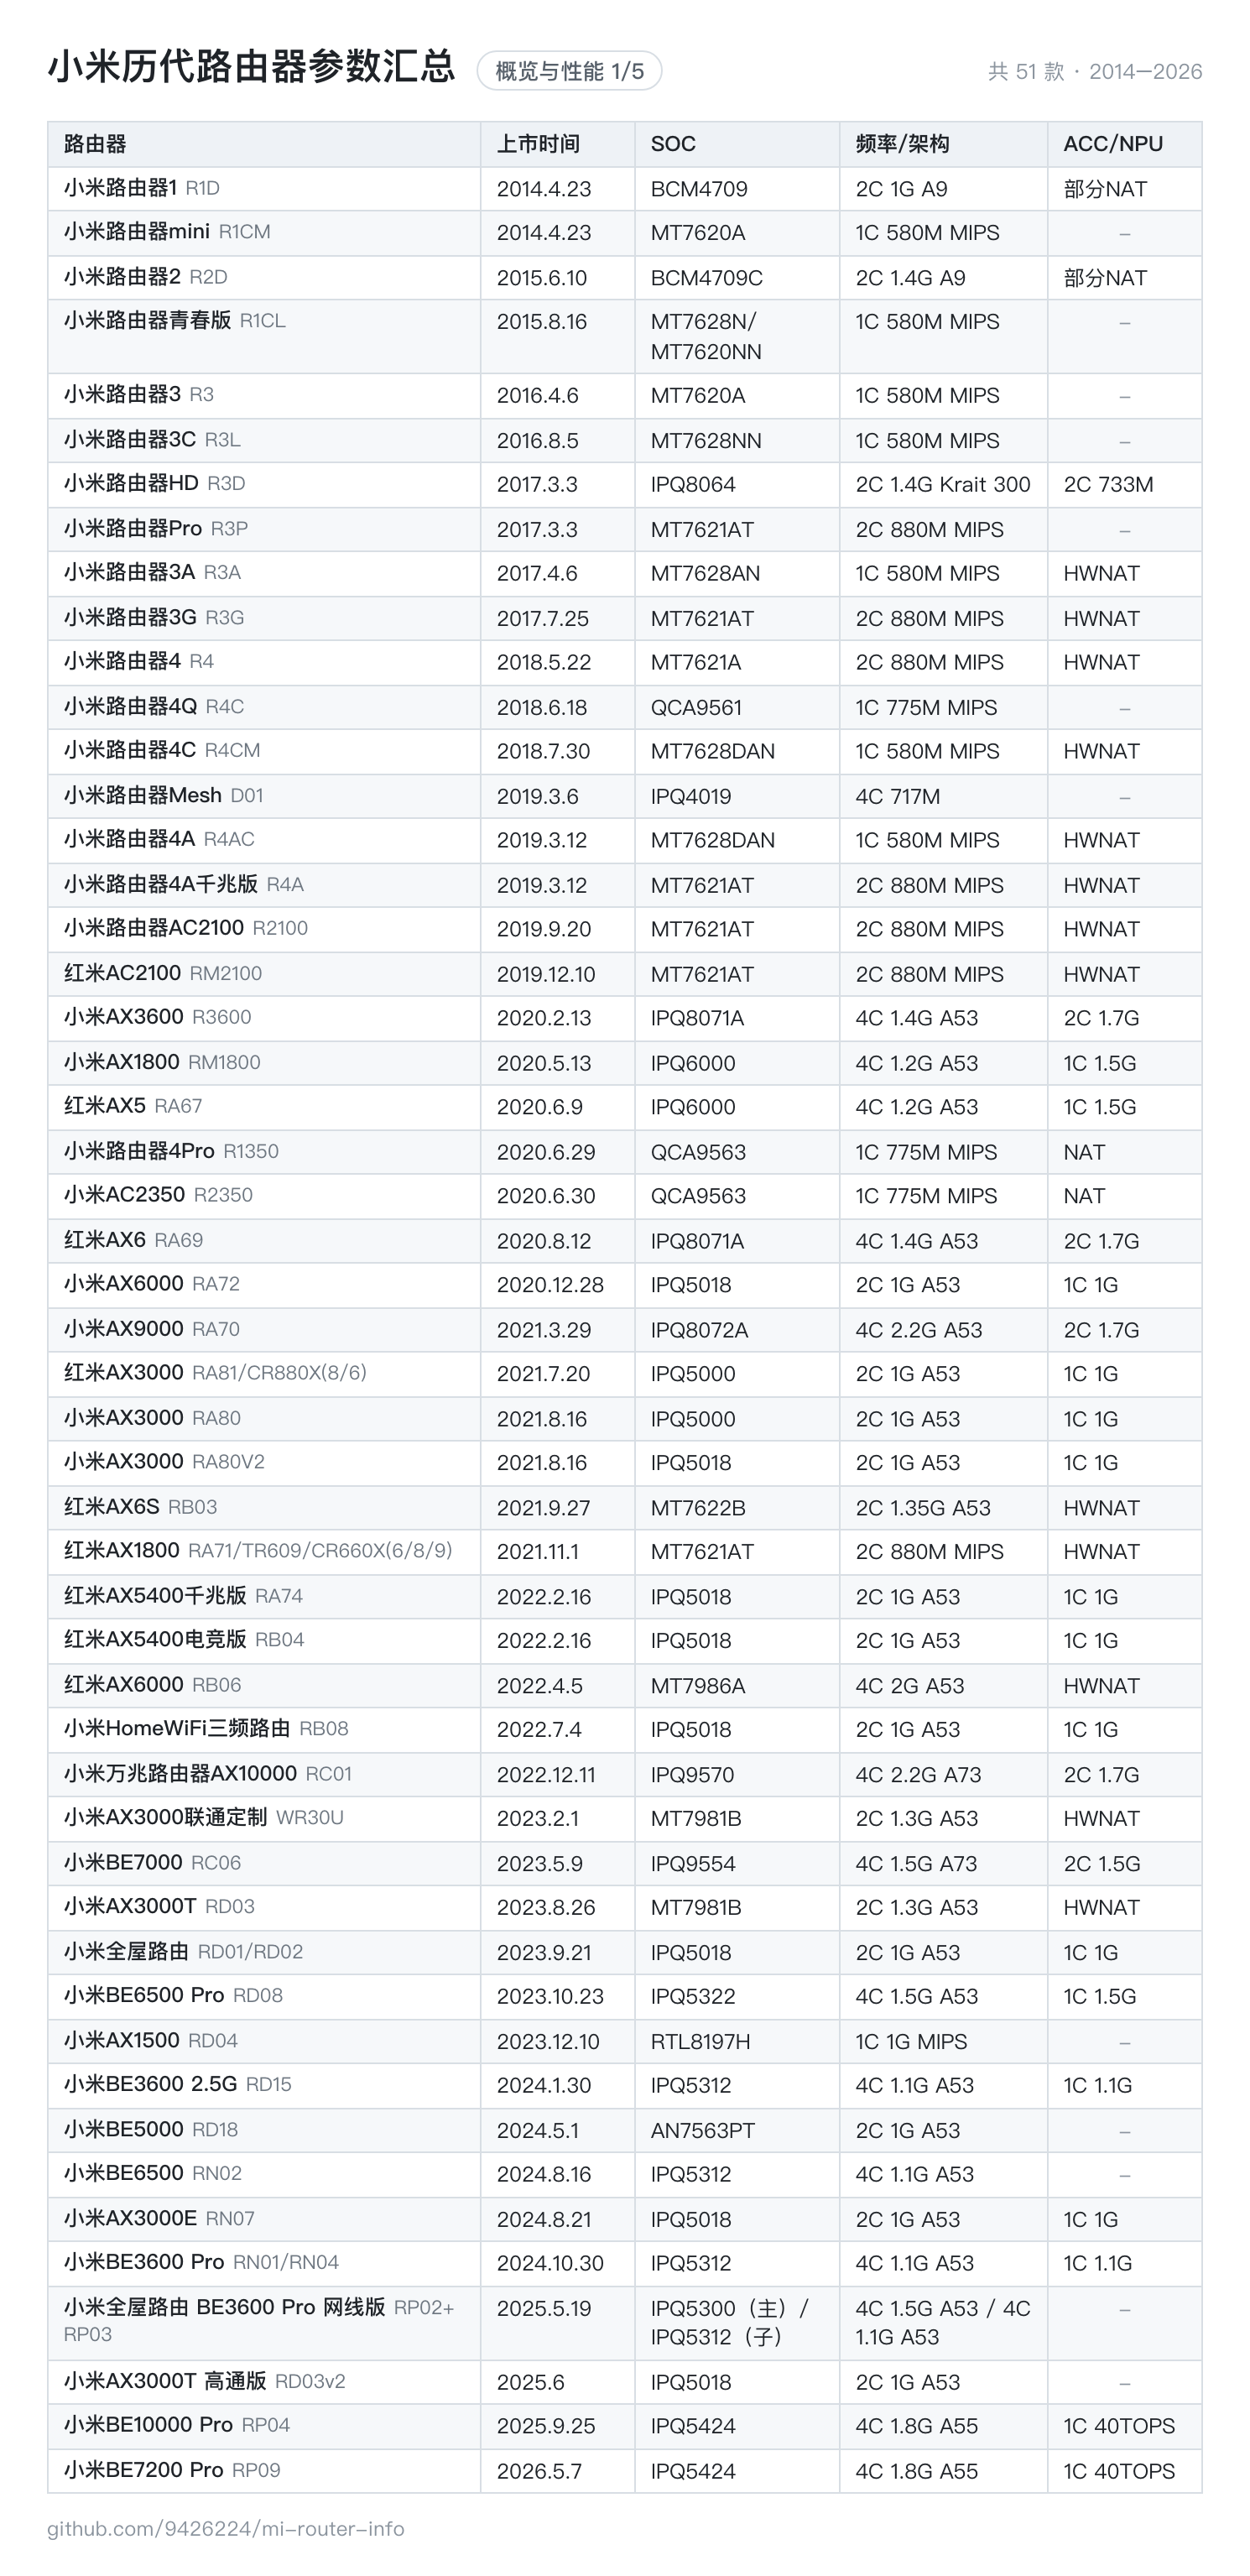 小米历代路由器参数汇总 概览与性能 1/5 共 51 款 · 2014—2026
路由器 上市时间 SOC 频率/架构 ACC/NPU
小米路由器1 R1D 2014.4.23 BCM4709 2C 1G A9 部分NAT
小米路由器mini R1CM 2014.4.23 MT7620A 1C 580M MIPS –
小米路由器2 R2D 2015.6.10 BCM4709C 2C 1.4G A9 部分NAT
小米路由器青春版 R1CL 2015.8.16 MT7628N/ 1C 580M MIPS –
MT7620NN
小米路由器3 R3 2016.4.6 MT7620A 1C 580M MIPS –
小米路由器3C R3L 2016.8.5 MT7628NN 1C 580M MIPS –
小米路由器HD R3D 2017.3.3 IPQ8064 2C 1.4G Krait 300 2C 733M
小米路由器Pro R3P 2017.3.3 MT7621AT 2C 880M MIPS –
小米路由器3A R3A 2017.4.6 MT7628AN 1C 580M MIPS HWNAT
小米路由器3G R3G 2017.7.25 MT7621AT 2C 880M MIPS HWNAT
小米路由器4 R4 2018.5.22 MT7621A 2C 880M MIPS HWNAT
小米路由器4Q R4C 2018.6.18 QCA9561 1C 775M MIPS –
小米路由器4C R4CM 2018.7.30 MT7628DAN 1C 580M MIPS HWNAT
小米路由器Mesh D01 2019.3.6 IPQ4019 4C 717M –
小米路由器4A R4AC 2019.3.12 MT7628DAN 1C 580M MIPS HWNAT
小米路由器4A千兆版 R4A 2019.3.12 MT7621AT 2C 880M MIPS HWNAT
小米路由器AC2100 R2100 2019.9.20 MT7621AT 2C 880M MIPS HWNAT
红米AC2100 RM2100 2019.12.10 MT7621AT 2C 880M MIPS HWNAT
小米AX3600 R3600 2020.2.13 IPQ8071A 4C 1.4G A53 2C 1.7G
小米AX1800 RM1800 2020.5.13 IPQ6000 4C 1.2G A53 1C 1.5G
红米AX5 RA67 2020.6.9 IPQ6000 4C 1.2G A53 1C 1.5G
小米路由器4Pro R1350 2020.6.29 QCA9563 1C 775M MIPS NAT
小米AC2350 R2350 2020.6.30 QCA9563 1C 775M MIPS NAT
红米AX6 RA69 2020.8.12 IPQ8071A 4C 1.4G A53 2C 1.7G
小米AX6000 RA72 2020.12.28 IPQ5018 2C 1G A53 1C 1G
小米AX9000 RA70 2021.3.29 IPQ8072A 4C 2.2G A53 2C 1.7G
红米AX3000 RA81/CR880X(8/6) 2021.7.20 IPQ5000 2C 1G A53 1C 1G
小米AX3000 RA80 2021.8.16 IPQ5000 2C 1G A53 1C 1G
小米AX3000 RA80V2 2021.8.16 IPQ5018 2C 1G A53 1C 1G
红米AX6S RB03 2021.9.27 MT7622B 2C 1.35G A53 HWNAT
红米AX1800 RA71/TR609/CR660X(6/8/9) 2021.11.1 MT7621AT 2C 880M MIPS HWNAT
红米AX5400千兆版 RA74 2022.2.16 IPQ5018 2C 1G A53 1C 1G
红米AX5400电竞版 RB04 2022.2.16 IPQ5018 2C 1G A53 1C 1G
红米AX6000 RB06 2022.4.5 MT7986A 4C 2G A53 HWNAT
小米HomeWiFi三频路由 RB08 2022.7.4 IPQ5018 2C 1G A53 1C 1G
小米万兆路由器AX10000 RC01 2022.12.11 IPQ9570 4C 2.2G A73 2C 1.7G
小米AX3000联通定制 WR30U 2023.2.1 MT7981B 2C 1.3G A53 HWNAT
小米BE7000 RC06 2023.5.9 IPQ9554 4C 1.5G A73 2C 1.5G
小米AX3000T RD03 2023.8.26 MT7981B 2C 1.3G A53 HWNAT
小米全屋路由 RD01/RD02 2023.9.21 IPQ5018 2C 1G A53 1C 1G
小米BE6500 Pro RD08 2023.10.23 IPQ5322 4C 1.5G A53 1C 1.5G
小米AX1500 RD04 2023.12.10 RTL8197H 1C 1G MIPS –
小米BE3600 2.5G RD15 2024.1.30 IPQ5312 4C 1.1G A53 1C 1.1G
小米BE5000 RD18 2024.5.1 AN7563PT 2C 1G A53 –
小米BE6500 RN02 2024.8.16 IPQ5312 4C 1.1G A53 –
小米AX3000E RN07 2024.8.21 IPQ5018 2C 1G A53 1C 1G
小米BE3600 Pro RN01/RN04 2024.10.30 IPQ5312 4C 1.1G A53 1C 1.1G
小米全屋路由 BE3600 Pro 网线版 RP02+ 2025.5.19 IPQ5300（主）/ 4C 1.5G A53 / 4C –
RP03 IPQ5312（子） 1.1G A53
小米AX3000T 高通版 RD03v2 2025.6 IPQ5018 2C 1G A53 –
小米BE10000 Pro RP04 2025.9.25 IPQ5424 4C 1.8G A55 1C 40TOPS
小米BE7200 Pro RP09 2026.5.7 IPQ5424 4C 1.8G A55 1C 40TOPS
github.com/9426224/mi-router-info